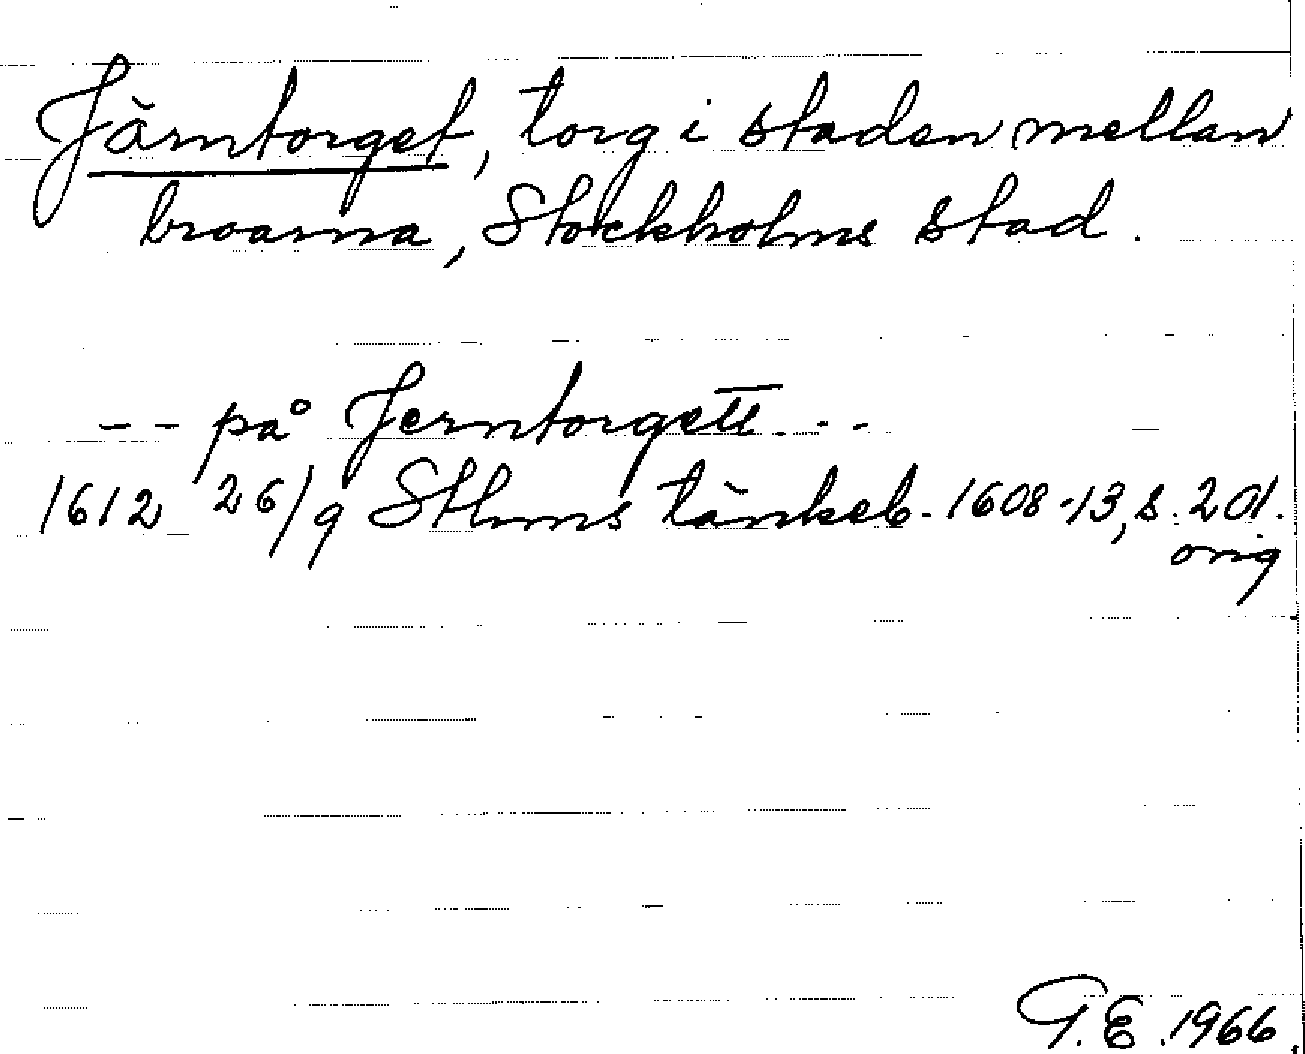 Järntorget, torg i staden mellan
broarna, Stockholms stad.
-- på Jerntorgett --
1612 26/9 Sthms tänkeb. 1608-13, s. 201.
orig
G.E. 1966.